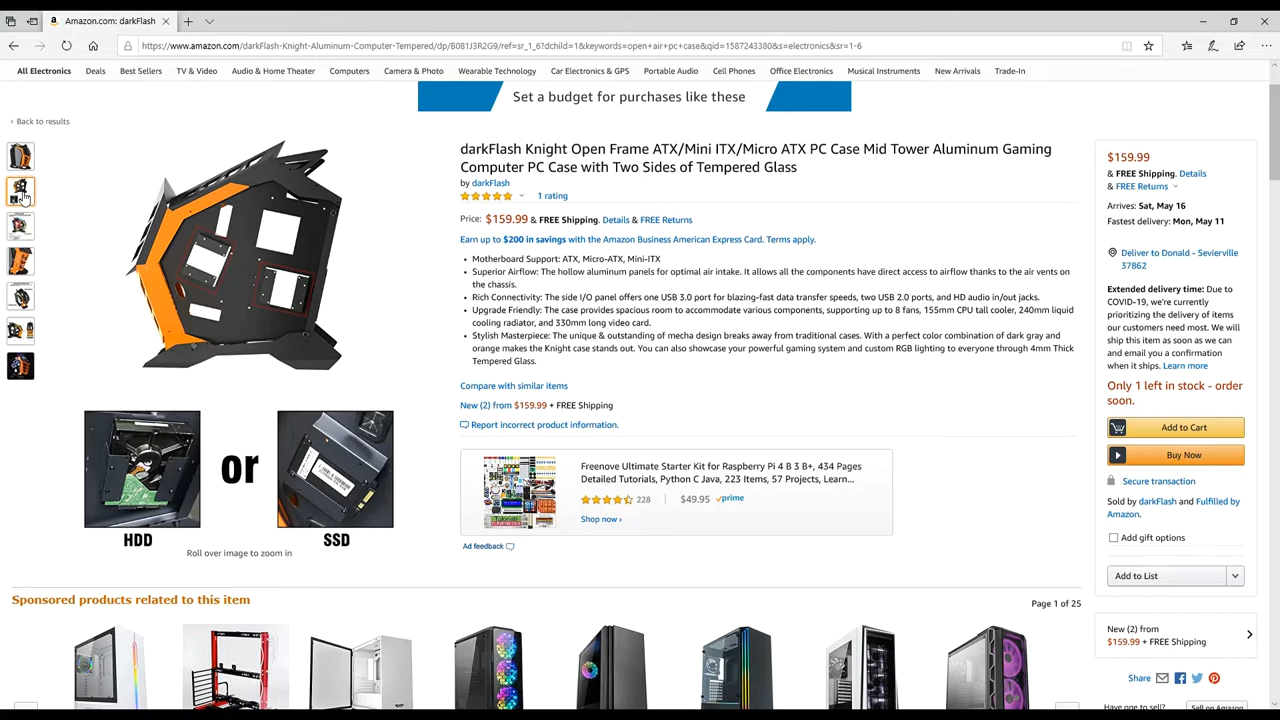 Amazon.com: darkFlash
https://www.amazon.com/darkFlash-Knight-Aluminum-Computer-Tempered/dp/B081J3R2G9/ref=sr_1_6?dchild=1&keywords=open+air+pc+case&qid=1587243380&s=electronics&sr=1-6
All Electronics Deals Best Sellers TV & Video Audio & Home Theater Computers Camera & Photo Wearable Technology Car Electronics & GPS Portable Audio Cell Phones Office Electronics Musical Instruments New Arrivals Trade-In
Set a budget for purchases like these
‹ Back to results
darkFlash Knight Open Frame ATX/Mini ITX/Micro ATX PC Case Mid Tower Aluminum Gaming
Computer PC Case with Two Sides of Tempered Glass
by darkFlash
1 rating
Price: $159.99 & FREE Shipping. Details & FREE Returns
Earn up to $200 in savings with the Amazon Business American Express Card. Terms apply.
• Motherboard Support: ATX, Micro-ATX, Mini-ITX
• Superior Airflow: The hollow aluminum panels for optimal air intake. It allows all the components have direct access to airflow thanks to the air vents on
the chassis.
• Rich Connectivity: The side I/O panel offers one USB 3.0 port for blazing-fast data transfer speeds, two USB 2.0 ports, and HD audio in/out jacks.
• Upgrade Friendly: The case provides spacious room to accommodate various components, supporting up to 8 fans, 155mm CPU tall cooler, 240mm liquid
cooling radiator, and 330mm long video card.
• Stylish Masterpiece: The unique & outstanding of mecha design breaks away from traditional cases. With a perfect color combination of dark gray and
orange makes the Knight case stands out. You can also showcase your powerful gaming system and custom RGB lighting to everyone through 4mm Thick
Tempered Glass.
Compare with similar items
New (2) from $159.99 + FREE Shipping
Report incorrect product information.
Freenove Ultimate Starter Kit for Raspberry Pi 4 B 3 B+, 434 Pages
Detailed Tutorials, Python C Java, 223 Items, 57 Projects, Learn...
228 $49.95 prime
Shop now ›
Ad feedback
or
HDD SSD
Roll over image to zoom in
$159.99
& FREE Shipping. Details
& FREE Returns
Arrives: Sat, May 16
Fastest delivery: Mon, May 11
Deliver to Donald - Sevierville
37862
Extended delivery time: Due to
COVID-19, we're currently
prioritizing the delivery of items
our customers need most. We will
ship this item as soon as we can
and email you a confirmation
when it ships. Learn more
Only 1 left in stock - order
soon.
Add to Cart
Buy Now
Secure transaction
Sold by darkFlash and Fulfilled by
Amazon.
Add gift options
Add to List
New (2) from
$159.99 + FREE Shipping
Share
Have one to sell? Sell on Amazon
Sponsored products related to this item
Page 1 of 25